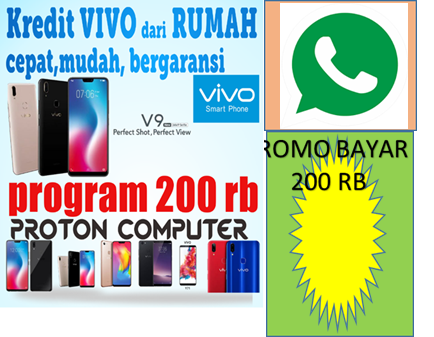 Kredit VIVO dari RUMAH
cepat,mudah, bergaransi
vivo
Smart Phone
V9
Perfect Shot, Perfect View
program 200 rb
PROTON COMPUTER
ROMO BAYAR
200 RB